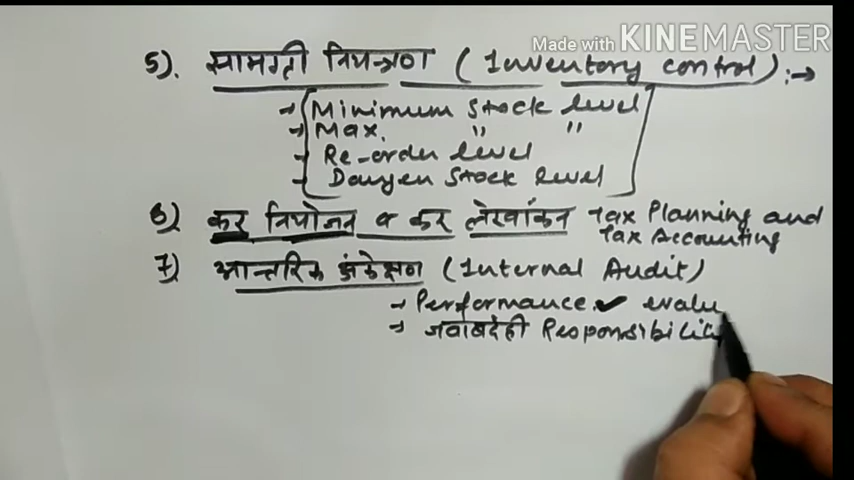 Made with KINEMASTER
5). सामग्री नियन्त्रण (Inventory control) :→
→ Minimum Stock level
→ Max. " "
→ Re-order level
→ Danger Stock level
6) कर नियोजन व कर लेखांकन Tax Planning and
Tax Accounting
7) आन्तरिक अंकेक्षण (Internal Audit)
→ Performance. ✓ evalu
→ जवाबदेही Responsibilit